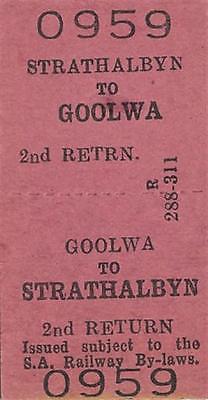 0959
STRATHALBYN
TO
GOOLWA
2nd RETRN.
R
288-311
GOOLWA
TO
STRATHALBYN
2nd RETURN
Issued subject to the
S.A. Railway By-laws.
0959